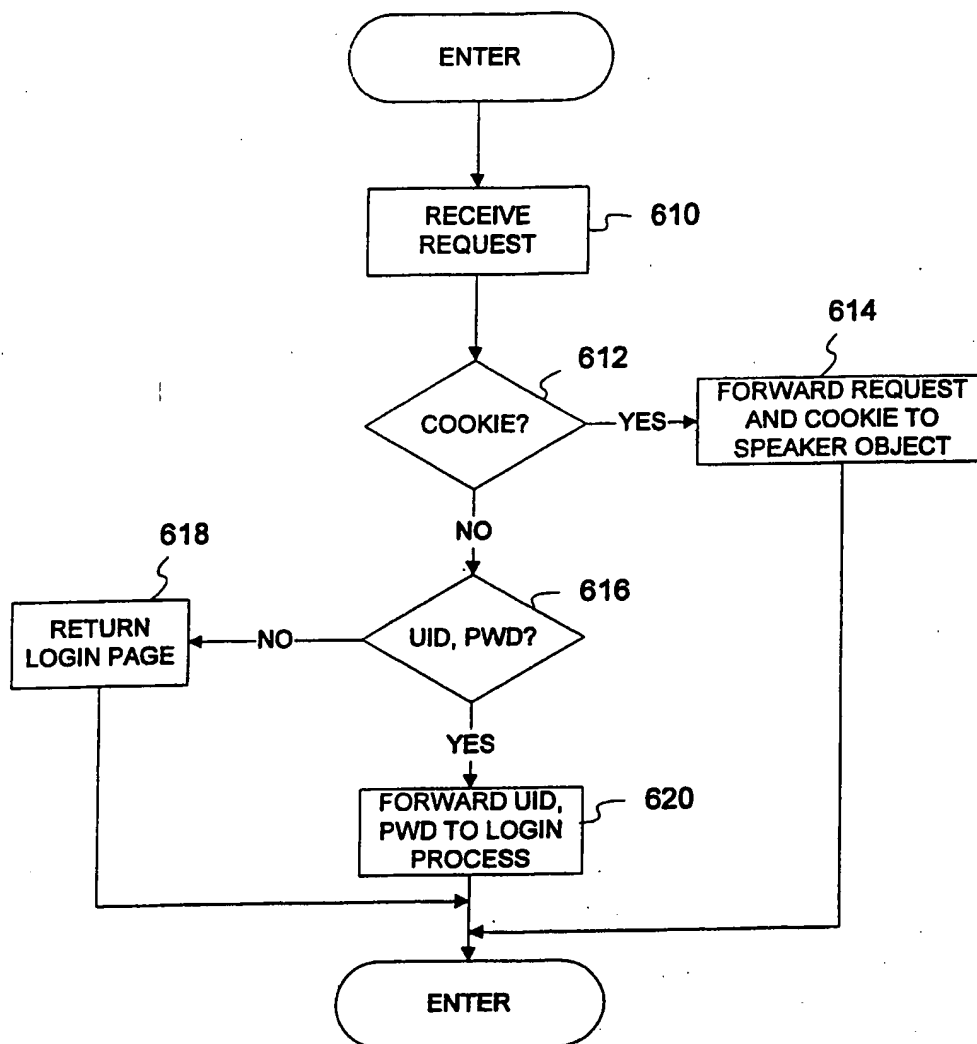 ENTER
RECEIVE
REQUEST
610
612
COOKIE?
YES
614
FORWARD REQUEST
AND COOKIE TO
SPEAKER OBJECT
NO
618
RETURN
LOGIN PAGE
NO
616
UID, PWD?
YES
FORWARD UID,
PWD TO LOGIN
PROCESS
620
ENTER